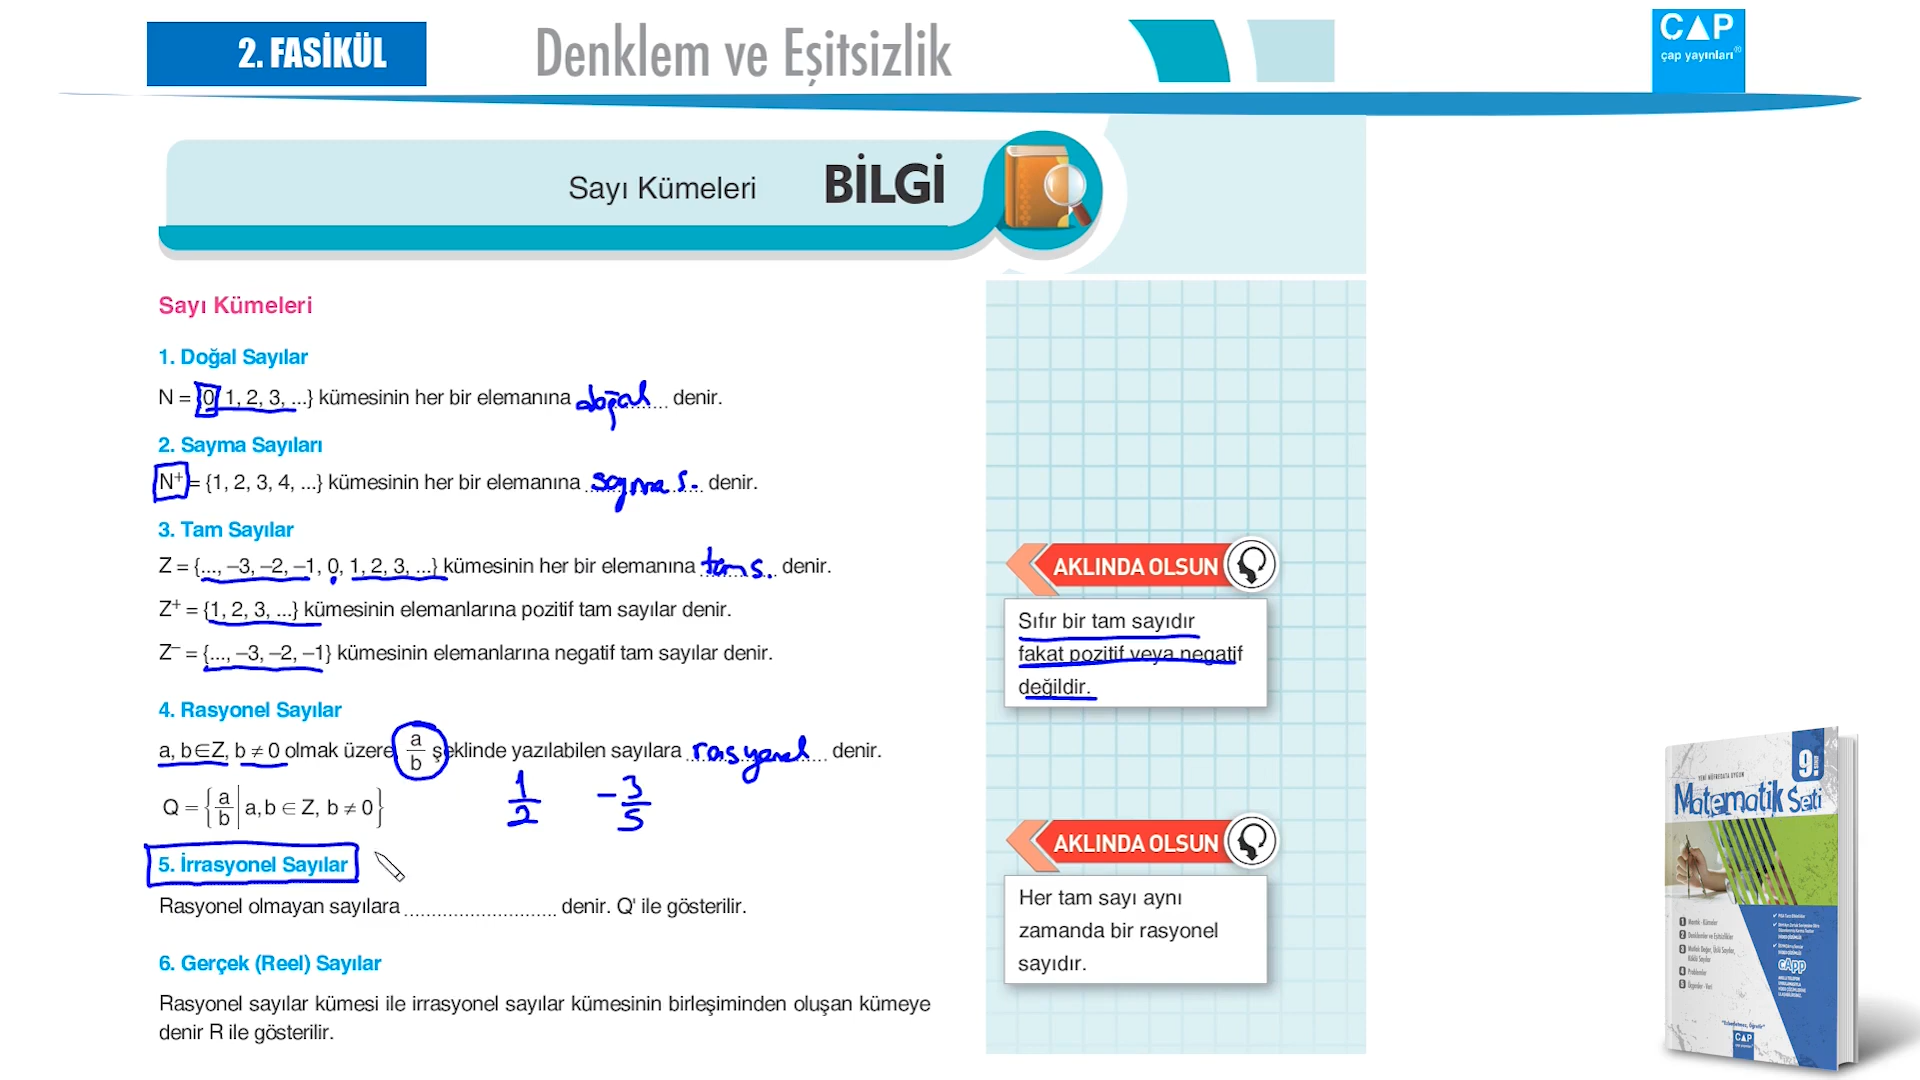 2. FASİKÜL
Denklem ve Eşitsizlik
CAP
çap yayınları
Sayı Kümeleri
BİLGİ
Sayı Kümeleri
1. Doğal Sayılar
N = {0, 1, 2, 3, ...} kümesinin her bir elemanına doğal denir.
2. Sayma Sayıları
N⁺ = {1, 2, 3, 4, ...} kümesinin her bir elemanına sayma s. denir.
3. Tam Sayılar
Z = {..., –3, –2, –1, 0, 1, 2, 3, ...} kümesinin her bir elemanına tam s. denir.
Z⁺ = {1, 2, 3, ...} kümesinin elemanlarına pozitif tam sayılar denir.
Z⁻ = {..., –3, –2, –1} kümesinin elemanlarına negatif tam sayılar denir.
4. Rasyonel Sayılar
a, b∈Z, b ≠ 0 olmak üzere a/b şeklinde yazılabilen sayılara rasyonel denir.
Q = {a/b | a,b ∈ Z, b ≠ 0}
1/2 -3/5
5. İrrasyonel Sayılar
Rasyonel olmayan sayılara ............................ denir. Q' ile gösterilir.
6. Gerçek (Reel) Sayılar
Rasyonel sayılar kümesi ile irrasyonel sayılar kümesinin birleşiminden oluşan kümeye
denir R ile gösterilir.
AKLINDA OLSUN
Sıfır bir tam sayıdır
fakat pozitif veya negatif
değildir.
AKLINDA OLSUN
Her tam sayı aynı
zamanda bir rasyonel
sayıdır.
9
Matematik Seti